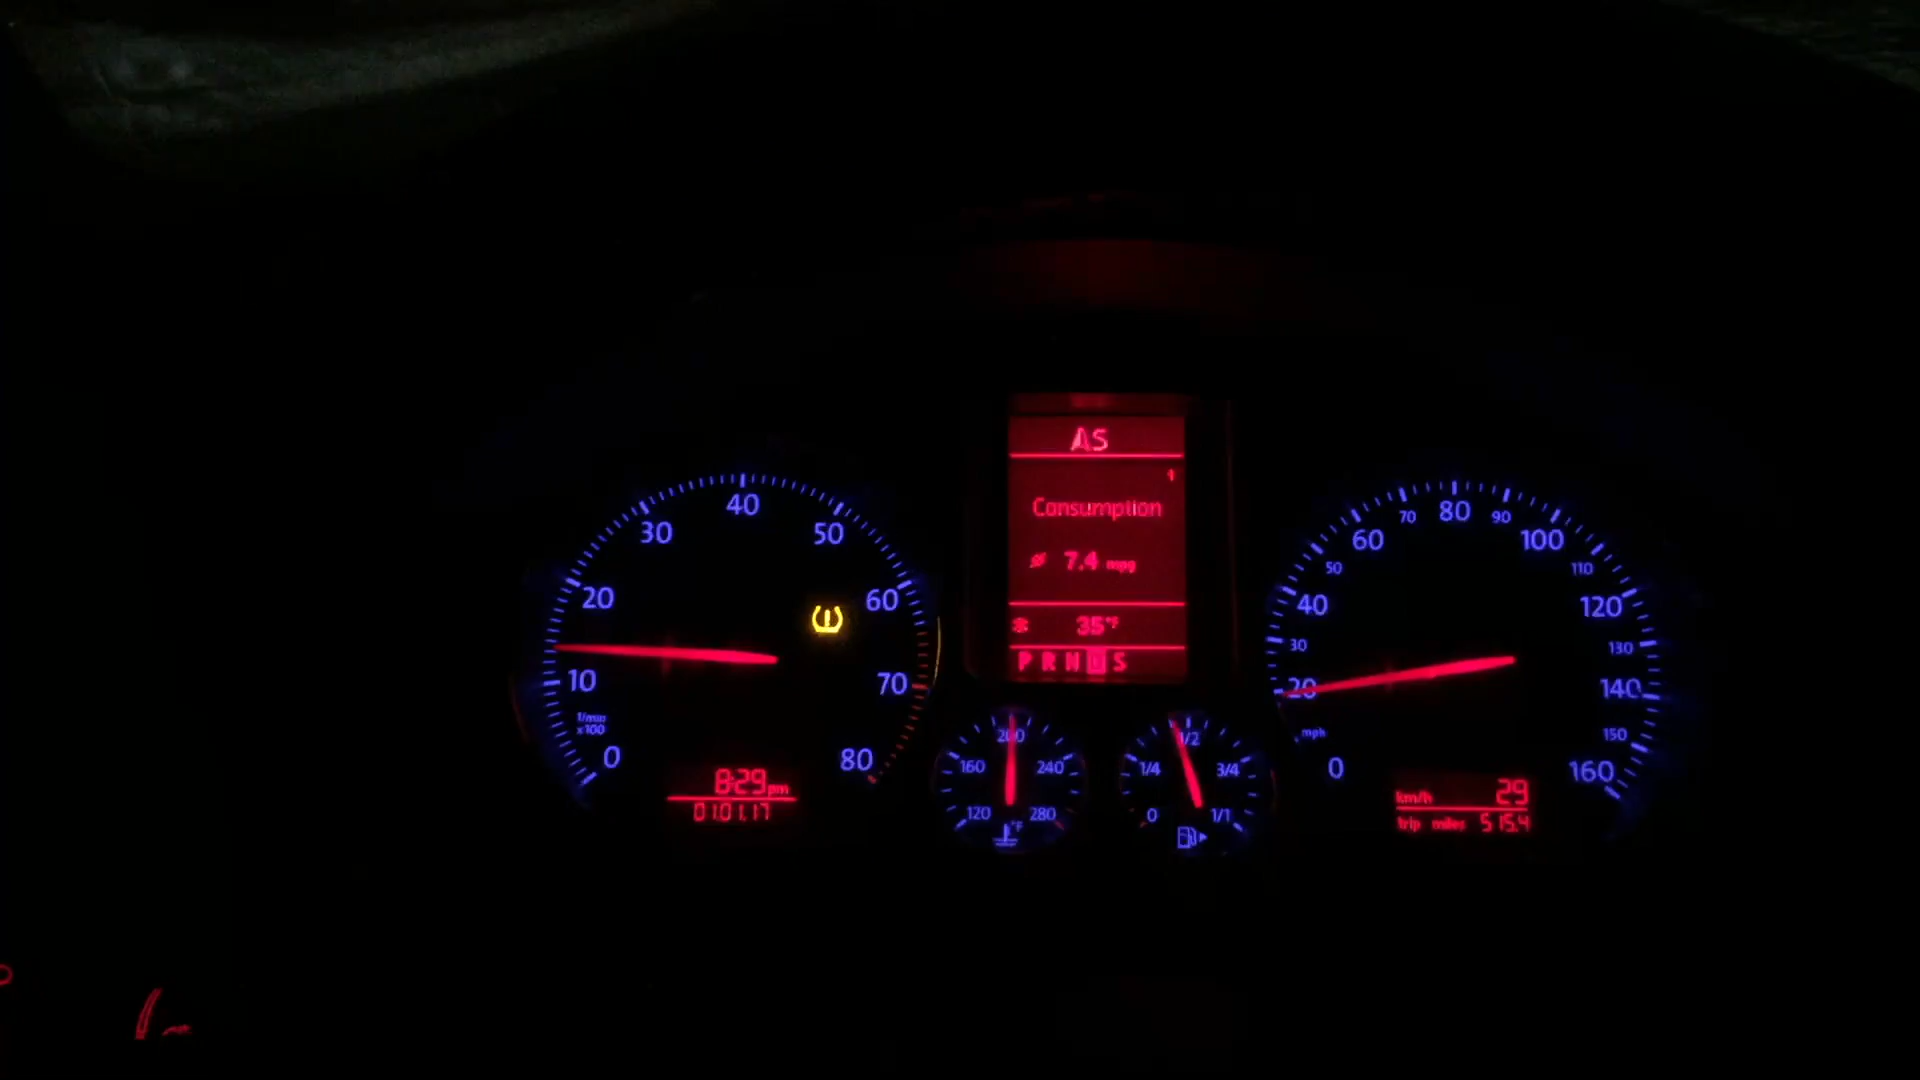 AS
Consumption
7.4 mpg
35°F
P R N D S
0 10 20 30 40 50 60 70 80
1/min
x100
8:29 pm
010117
120 160 200 240 280
°F
0 1/4 1/2 3/4 1/1
0 20 30 40 50 60 70 80 90 100 110 120 130 140 150 160
mph
km/h 29
trip miles 515.4